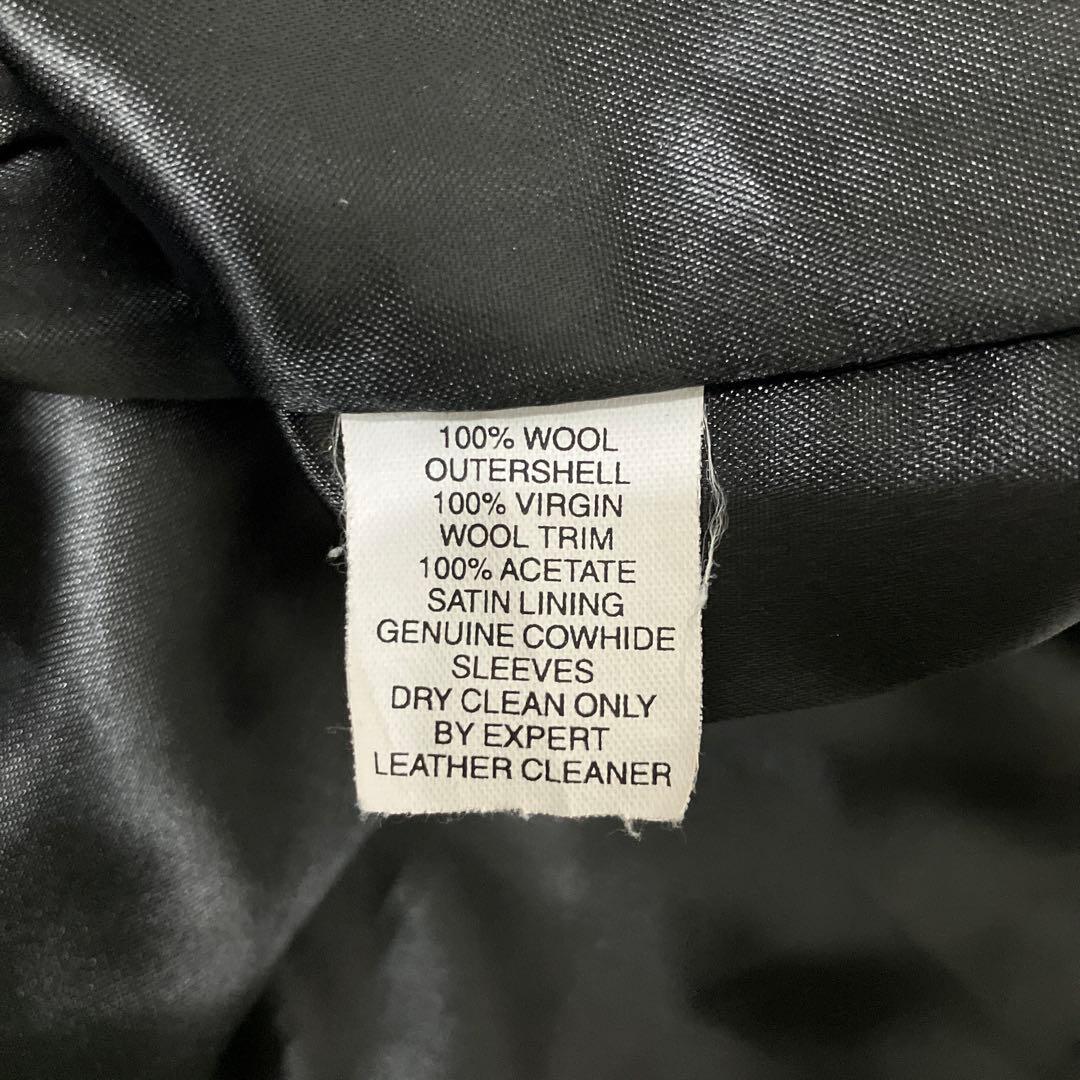 100% WOOL
OUTERSHELL
100% VIRGIN
WOOL TRIM
100% ACETATE
SATIN LINING
GENUINE COWHIDE
SLEEVES
DRY CLEAN ONLY
BY EXPERT
LEATHER CLEANER